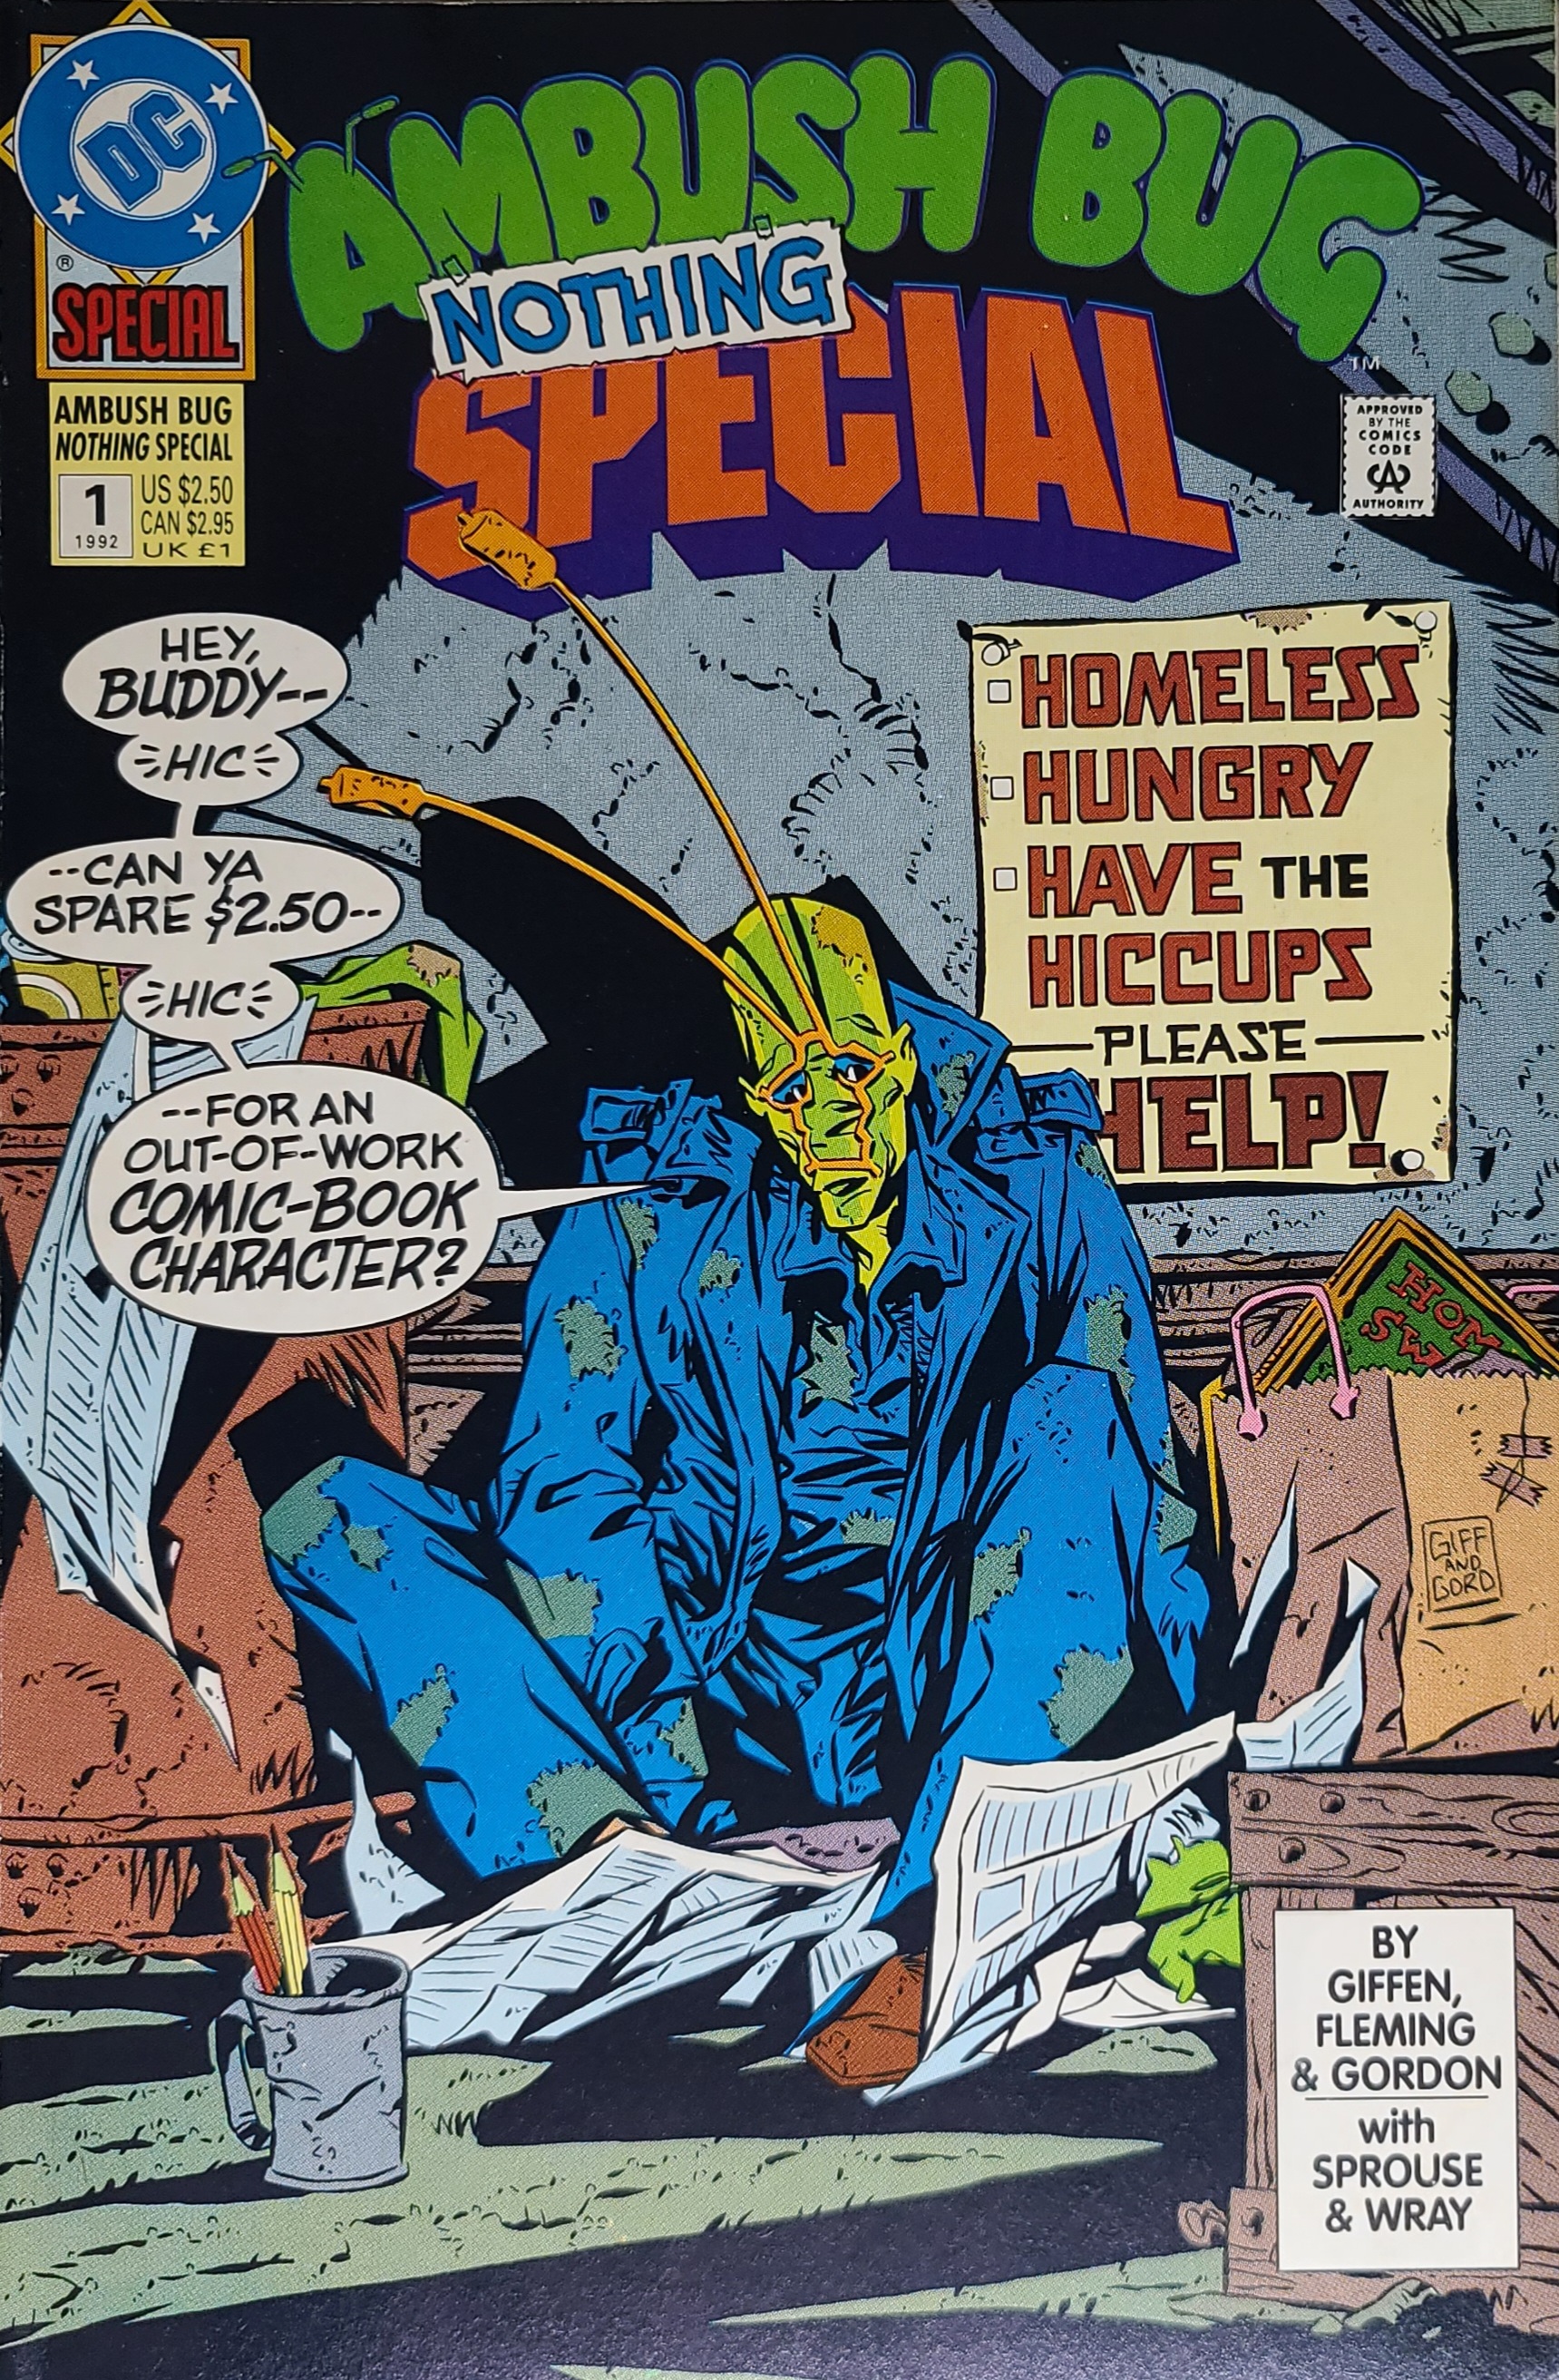 DC
®
SPECIAL
AMBUSH BUG
NOTHING
SPECIAL
TM
AMBUSH BUG
NOTHING SPECIAL
1
1992
US $2.50
CAN $2.95
UK £1
APPROVED
BY THE
COMICS
CODE
CA
AUTHORITY
HEY,
BUDDY--
HIC
--CAN YA
SPARE $2.50--
HIC
--FOR AN
OUT-OF-WORK
COMIC-BOOK
CHARACTER?
HOMELESS
HUNGRY
HAVE THE
HICCUPS
PLEASE
HELP!
HOM
SW
GIFF
AND
GORD
BY
GIFFEN,
FLEMING
& GORDON
with
SPROUSE
& WRAY